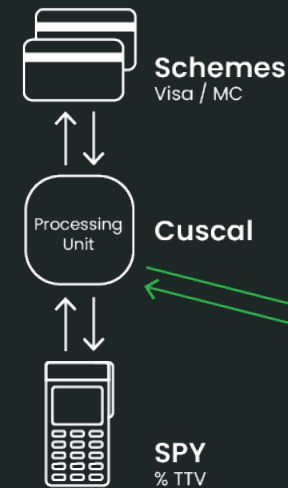 Schemes
Visa / MC
Processing
Unit
Cuscal
SPY
% TTV